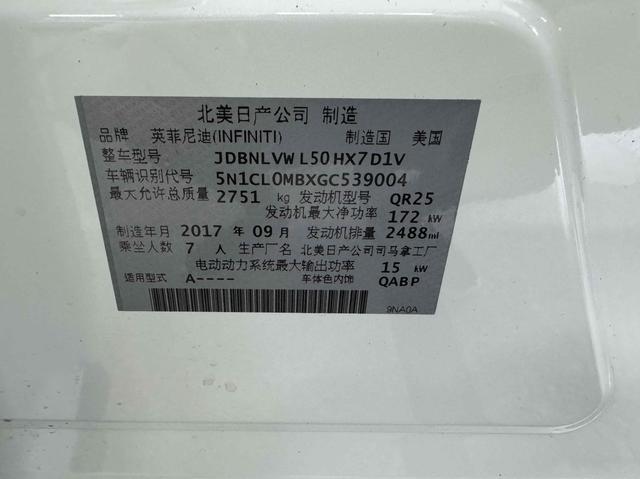 北美日产公司 制造
品牌 英菲尼迪(INFINITI) 制造国 美国
整车型号 JDBNLVW L50HX7D1V
车辆识别代号 5N1CL0MBXGC539004
最大允许总质量 2751 kg 发动机型号 QR25
发动机最大净功率 172 kW
制造年月 2017 年 09 月 发动机排量 2488ml
乘坐人数 7 人 生产厂名 北美日产公司司马拿工厂
电动动力系统最大输出功率 15 kW
适用型式 A---- 车体色内饰 QABP
9NA0A